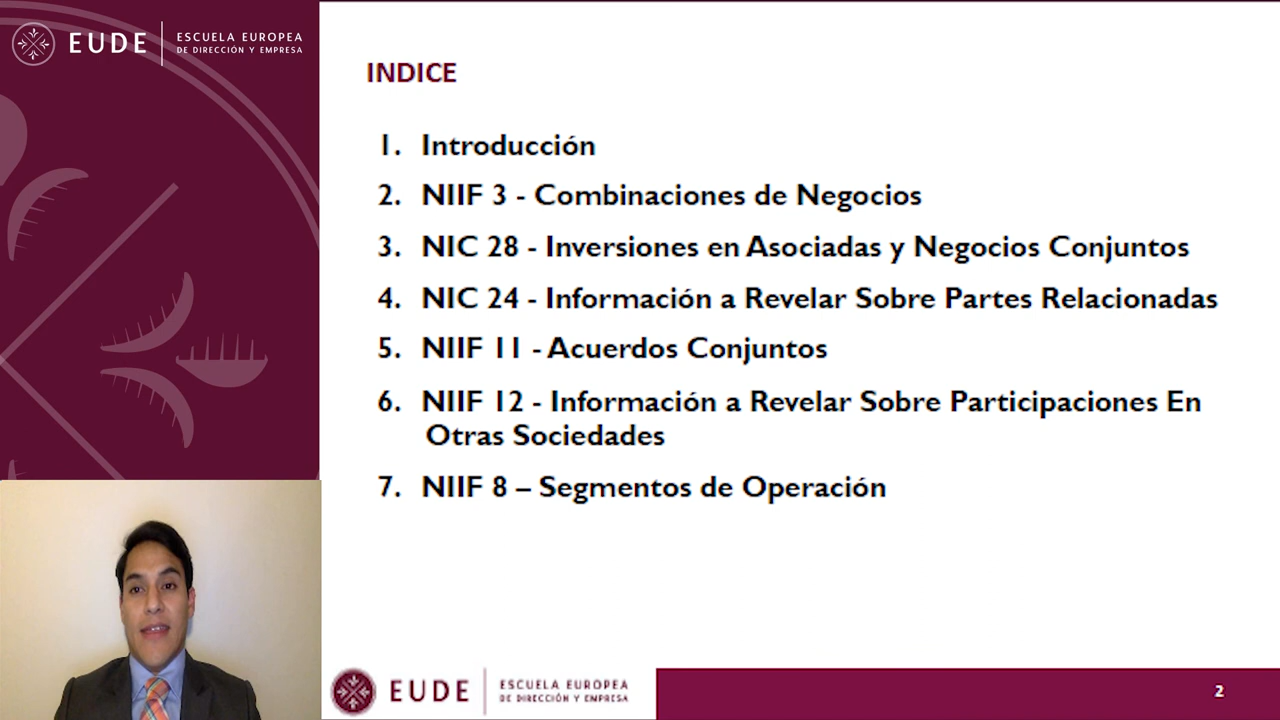 EUDE
ESCUELA EUROPEA
DE DIRECCIÓN Y EMPRESA
INDICE
1. Introducción
2. NIIF 3 - Combinaciones de Negocios
3. NIC 28 - Inversiones en Asociadas y Negocios Conjuntos
4. NIC 24 - Información a Revelar Sobre Partes Relacionadas
5. NIIF 11 - Acuerdos Conjuntos
6. NIIF 12 - Información a Revelar Sobre Participaciones En
Otras Sociedades
7. NIIF 8 – Segmentos de Operación
EUDE
ESCUELA EUROPEA
DE DIRECCIÓN Y EMPRESA
2